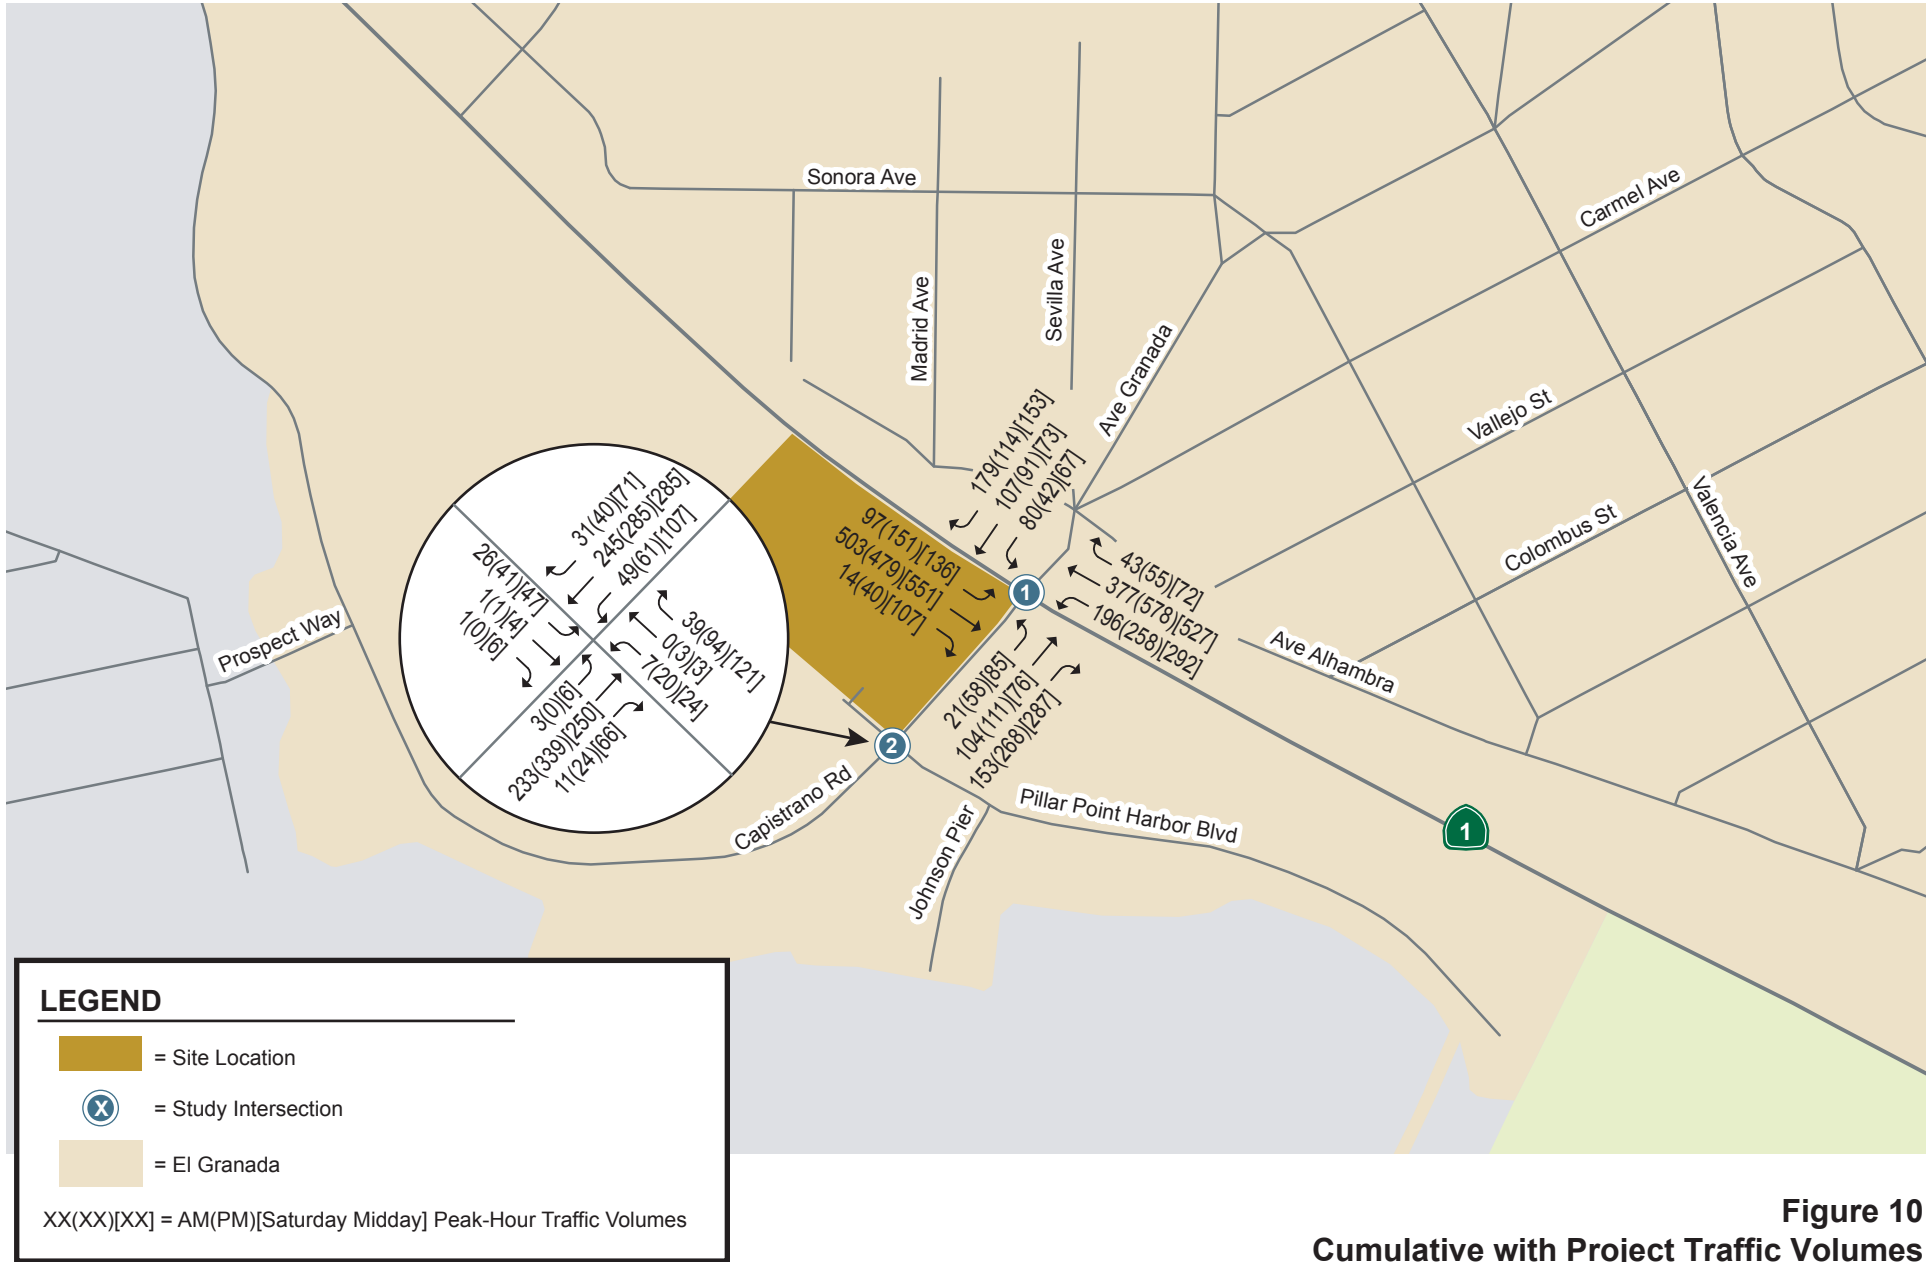 Sonora Ave
Madrid Ave
Sevilla Ave
Ave Granada
Carmel Ave
Vallejo St
Colombus St
Valencia Ave
Ave Alhambra
Prospect Way
Capistrano Rd
Johnson Pier
Pillar Point Harbor Blvd
179(114)[153]
107(91)[73]
80(42)[67]
97(151)[136]
503(479)[551]
14(40)[107]
43(55)[72]
377(578)[527]
196(258)[292]
21(58)[85]
104(111)[76]
153(268)[287]
1
2
1
31(40)[71]
245(285)[285]
49(61)[107]
26(41)[47]
1(1)[4]
1(0)[6]
39(94)[121]
0(3)[3]
7(20)[24]
3(0)[6]
233(339)[250]
11(24)[66]
LEGEND
= Site Location
X
= Study Intersection
= El Granada
XX(XX)[XX] = AM(PM)[Saturday Midday] Peak-Hour Traffic Volumes
Figure 10
Cumulative with Project Traffic Volumes